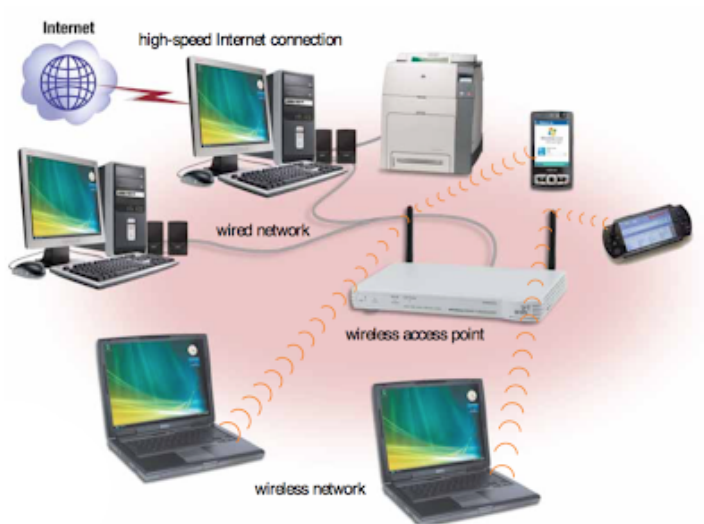 Internet
high-speed Internet connection
wired network
wireless access point
wireless network